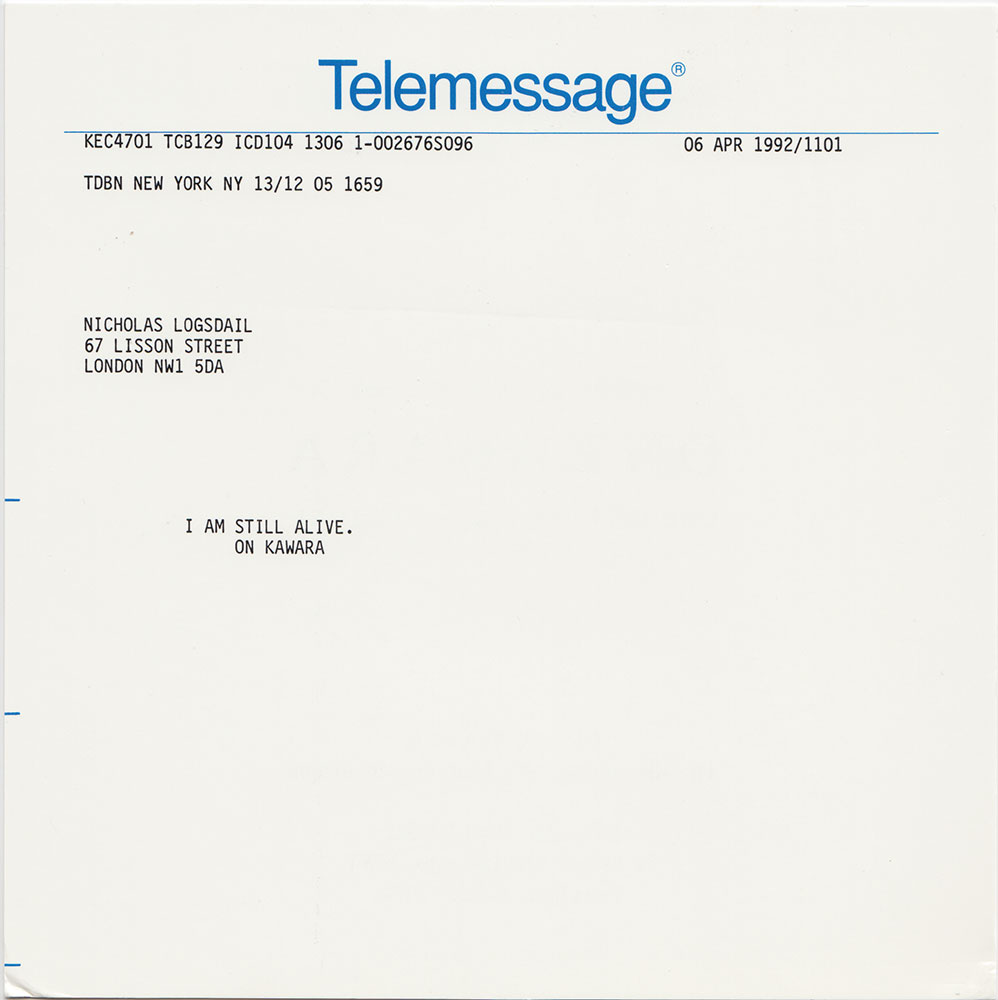 Telemessage®
KEC4701 TCB129 ICD104 1306 1-002676S096 06 APR 1992/1101
TDBN NEW YORK NY 13/12 05 1659
NICHOLAS LOGSDAIL
67 LISSON STREET
LONDON NW1 5DA
I AM STILL ALIVE.
ON KAWARA